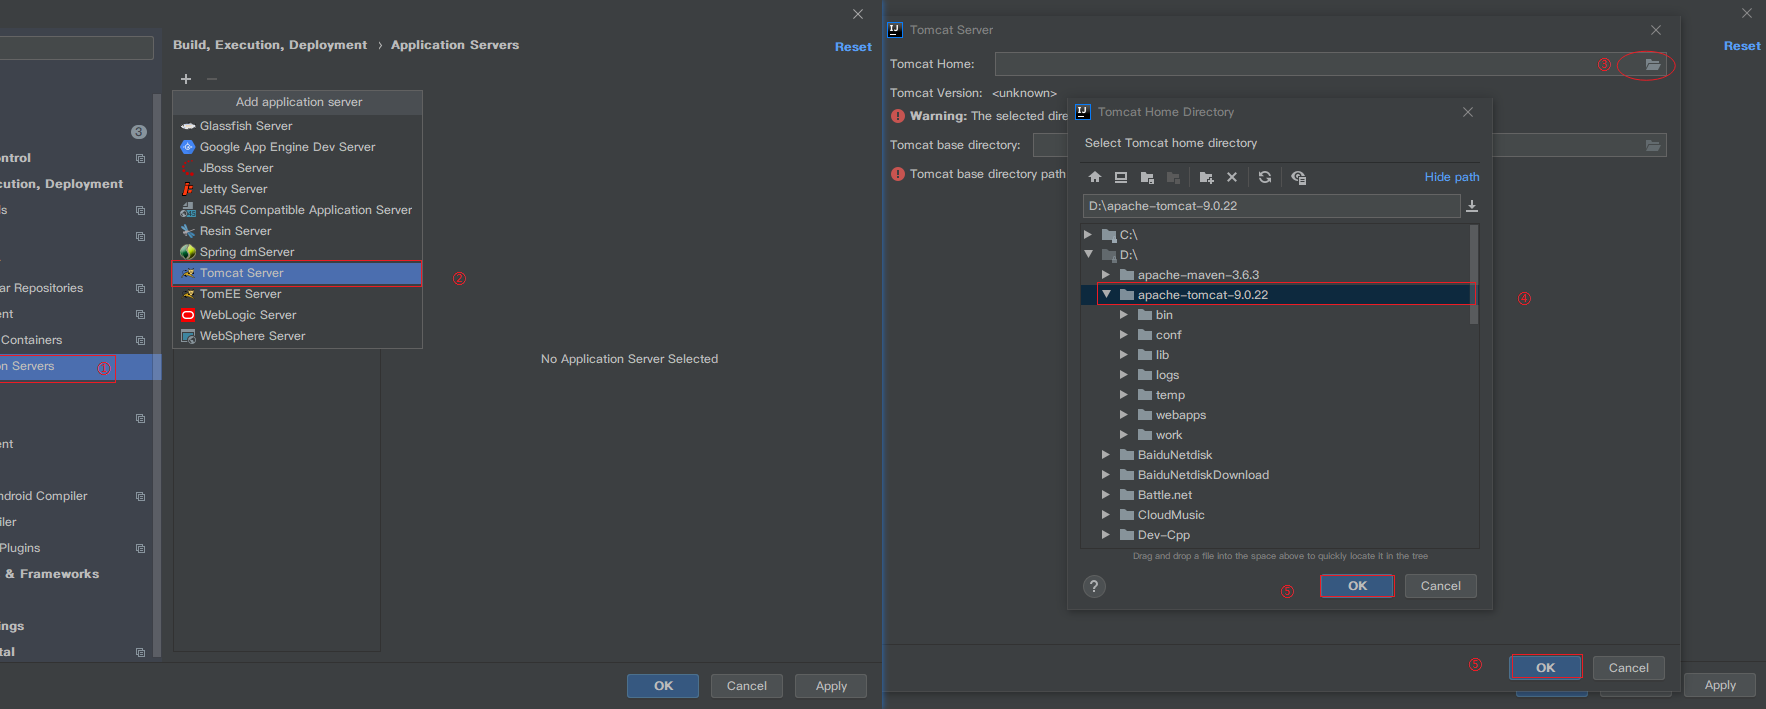 Build, Execution, Deployment › Application Servers
Reset
Add application server
Glassfish Server
Google App Engine Dev Server
JBoss Server
Jetty Server
JSR45 Compatible Application Server
Resin Server
Spring dmServer
Tomcat Server
②
TomEE Server
WebLogic Server
WebSphere Server
No Application Server Selected
3
ntrol
cution, Deployment
ls
ar Repositories
ent
Containers
on Servers ①
ent
ndroid Compiler
iler
Plugins
& Frameworks
ngs
tal
OK
Cancel
Apply
Tomcat Server
Reset
Tomcat Home:
③
Tomcat Version: <unknown>
Warning: The selected dire
Tomcat base directory:
Tomcat base directory path
Tomcat Home Directory
Select Tomcat home directory
Hide path
D:\apache-tomcat-9.0.22
C:\
D:\
apache-maven-3.6.3
apache-tomcat-9.0.22
④
bin
conf
lib
logs
temp
webapps
work
BaiduNetdisk
BaiduNetdiskDownload
Battle.net
CloudMusic
Dev-Cpp
Drag and drop a file into the space above to quickly locate it in the tree
?
⑤
OK
Cancel
⑤
OK
Cancel
Apply